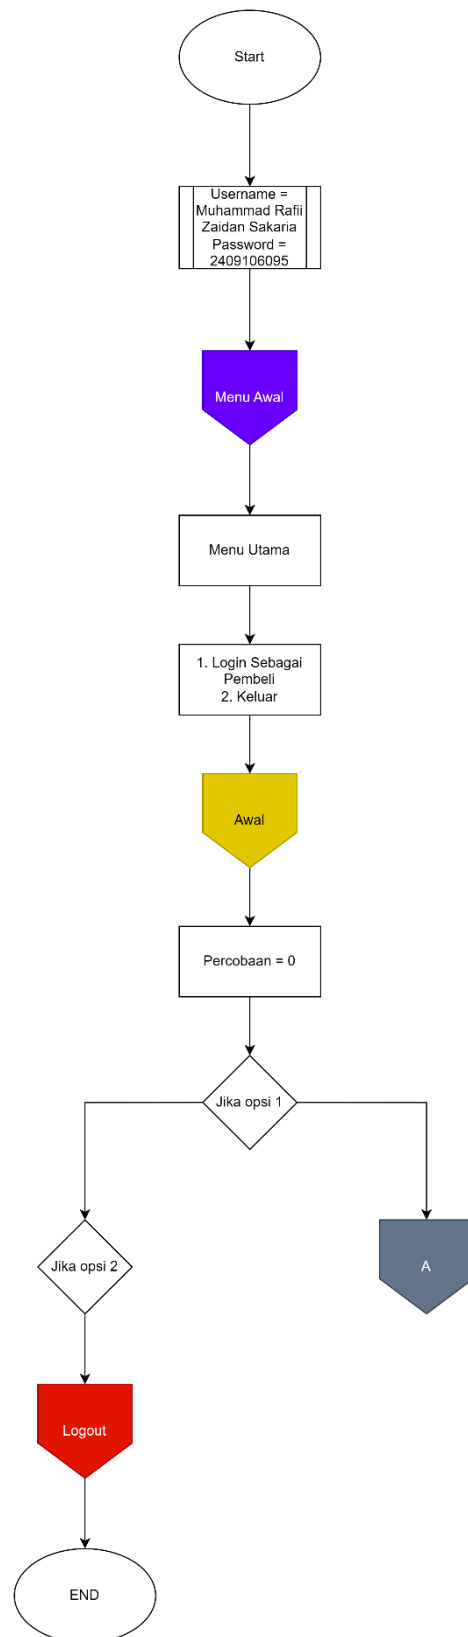 Start
Username =
Muhammad Rafii
Zaidan Sakaria
Password =
2409106095
Menu Awal
Menu Utama
1. Login Sebagai
Pembeli
2. Keluar
Awal
Percobaan = 0
Jika opsi 1
Jika opsi 2
A
Logout
END